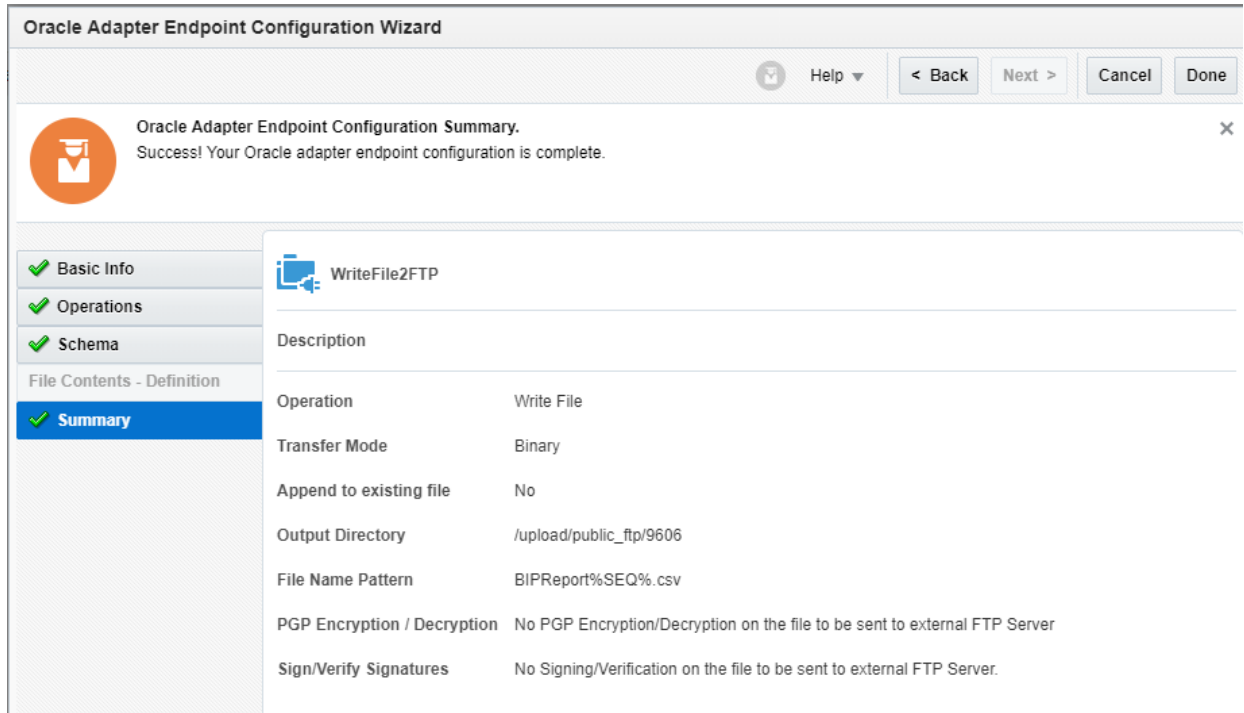 Oracle Adapter Endpoint Configuration Wizard
Help
< Back
Next >
Cancel
Done
Oracle Adapter Endpoint Configuration Summary.
Success! Your Oracle adapter endpoint configuration is complete.
Basic Info
Operations
Schema
File Contents - Definition
Summary
WriteFile2FTP
Description
Operation Write File
Transfer Mode Binary
Append to existing file No
Output Directory /upload/public_ftp/9606
File Name Pattern BIPReport%SEQ%.csv
PGP Encryption / Decryption No PGP Encryption/Decryption on the file to be sent to external FTP Server
Sign/Verify Signatures No Signing/Verification on the file to be sent to external FTP Server.